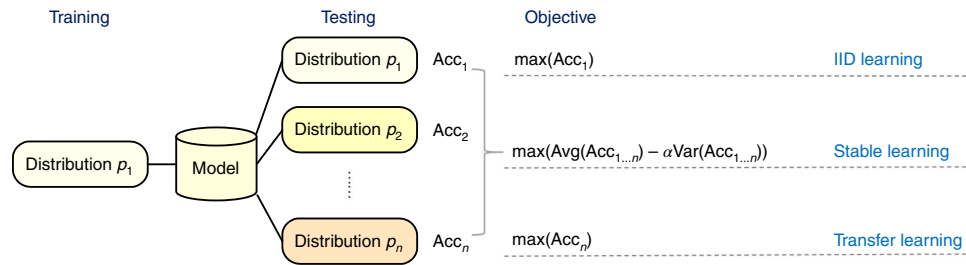 Training Testing Objective
Distribution p₁ Acc₁ max(Acc₁) IID learning
Distribution p₂ Acc₂
Distribution p₁ Model max(Avg(Acc₁...ₙ) − αVar(Acc₁...ₙ)) Stable learning
Distribution pₙ Accₙ max(Accₙ) Transfer learning